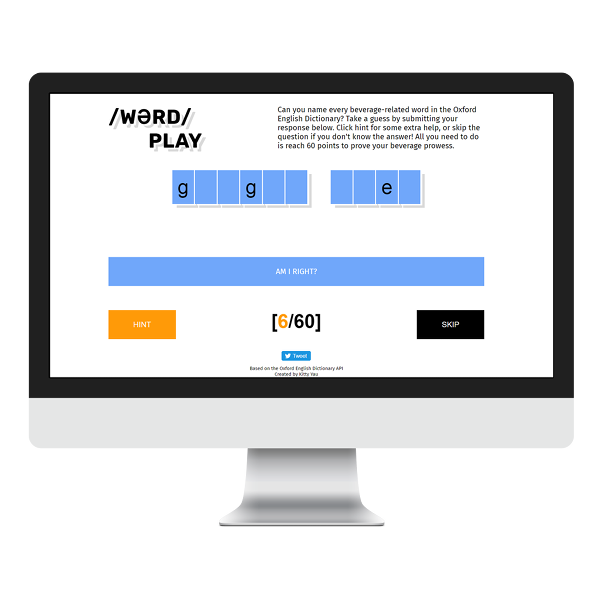 /WƏRD/
PLAY
Can you name every beverage-related word in the Oxford
English Dictionary? Take a guess by submitting your
response below. Click hint for some extra help, or skip the
question if you don't know the answer! All you need to do
is reach 60 points to prove your beverage prowess.
g g e
AM I RIGHT?
HINT
[6/60]
SKIP
Tweet
Based on the Oxford English Dictionary API
Created by Kitty Yau